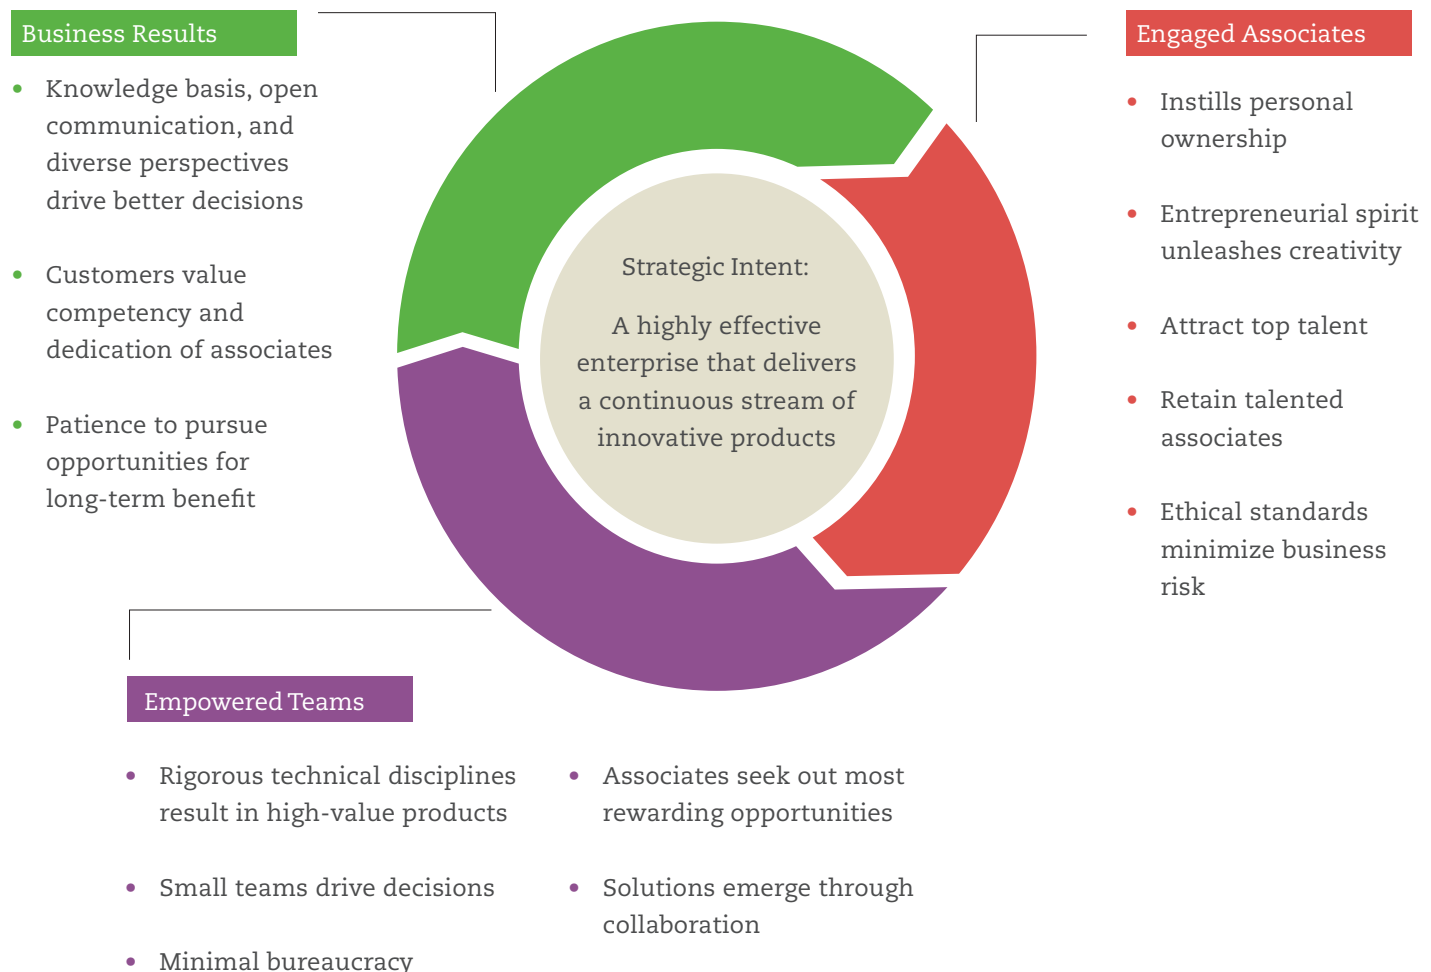 Business Results
Knowledge basis, open
communication, and
diverse perspectives
drive better decisions
Customers value
competency and
dedication of associates
Patience to pursue
opportunities for
long-term benefit
Strategic Intent:
A highly effective
enterprise that delivers
a continuous stream of
innovative products
Engaged Associates
Instills personal
ownership
Entrepreneurial spirit
unleashes creativity
Attract top talent
Retain talented
associates
Ethical standards
minimize business
risk
Empowered Teams
Rigorous technical disciplines
result in high-value products
Small teams drive decisions
Minimal bureaucracy
Associates seek out most
rewarding opportunities
Solutions emerge through
collaboration